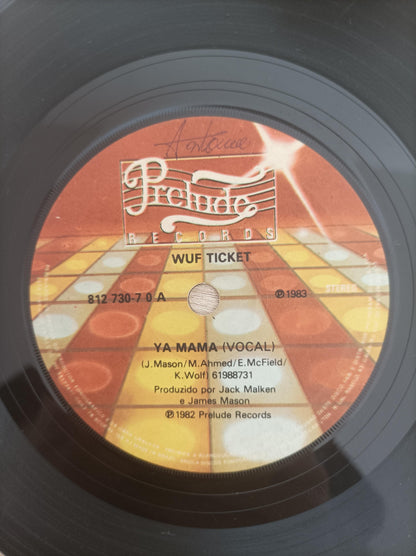 Prelude
RECORDS
WUF TICKET
812 730-7 0 A
℗1983
STEREO
YA MAMA (VOCAL)
(J. Mason/M. Ahmed/E. McField/
K. Wolf) 61988731
Produzido por Jack Malken
e James Mason
℗1982 Prelude Records